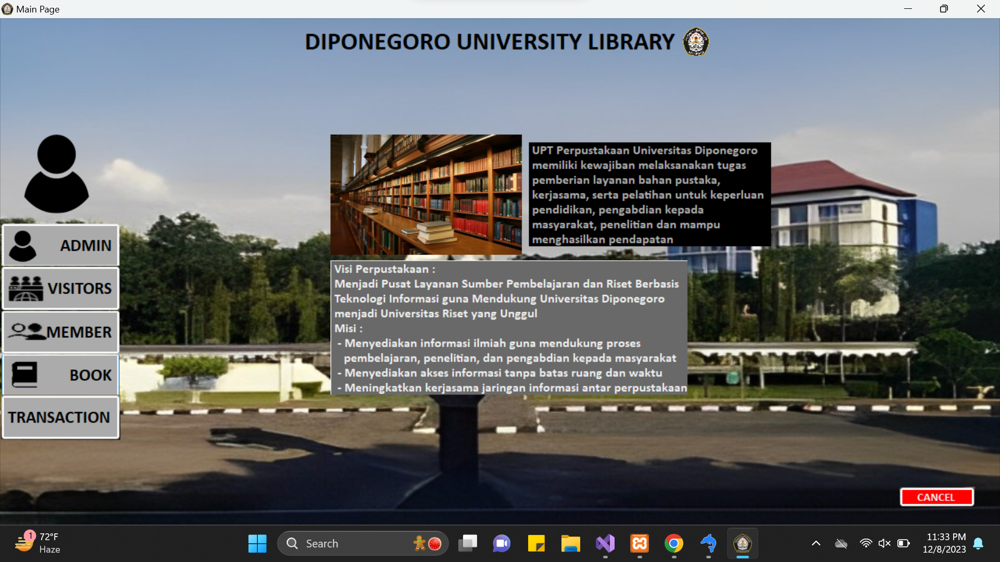 Main Page
DIPONEGORO UNIVERSITY LIBRARY
UPT Perpustakaan Universitas Diponegoro
memiliki kewajiban melaksanakan tugas
pemberian layanan bahan pustaka,
kerjasama, serta pelatihan untuk keperluan
pendidikan, pengabdian kepada
masyarakat, penelitian dan mampu
menghasilkan pendapatan
ADMIN
VISITORS
MEMBER
BOOK
TRANSACTION
Visi Perpustakaan :
Menjadi Pusat Layanan Sumber Pembelajaran dan Riset Berbasis
Teknologi Informasi guna Mendukung Universitas Diponegoro
menjadi Universitas Riset yang Unggul
Misi :
- Menyediakan informasi ilmiah guna mendukung proses
pembelajaran, penelitian, dan pengabdian kepada masyarakat
- Menyediakan akses informasi tanpa batas ruang dan waktu
- Meningkatkan kerjasama jaringan informasi antar perpustakaan
CANCEL
1
72°F
Haze
Search
11:33 PM
12/8/2023